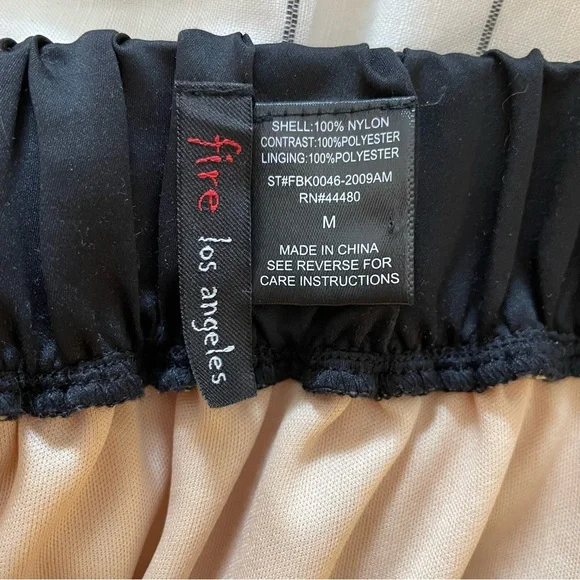 fire los angeles
SHELL:100% NYLON
CONTRAST:100%POLYESTER
LINGING:100%POLYESTER
ST#FBK0046-2009AM
RN#44480
M
MADE IN CHINA
SEE REVERSE FOR
CARE INSTRUCTIONS